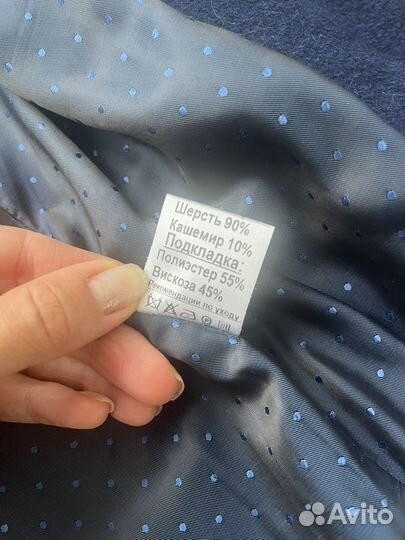 Шерсть 90%
Кашемир 10%
Подкладка:
Полиэстер 55%
Вискоза 45%
Рекомендации по уходу
Avito